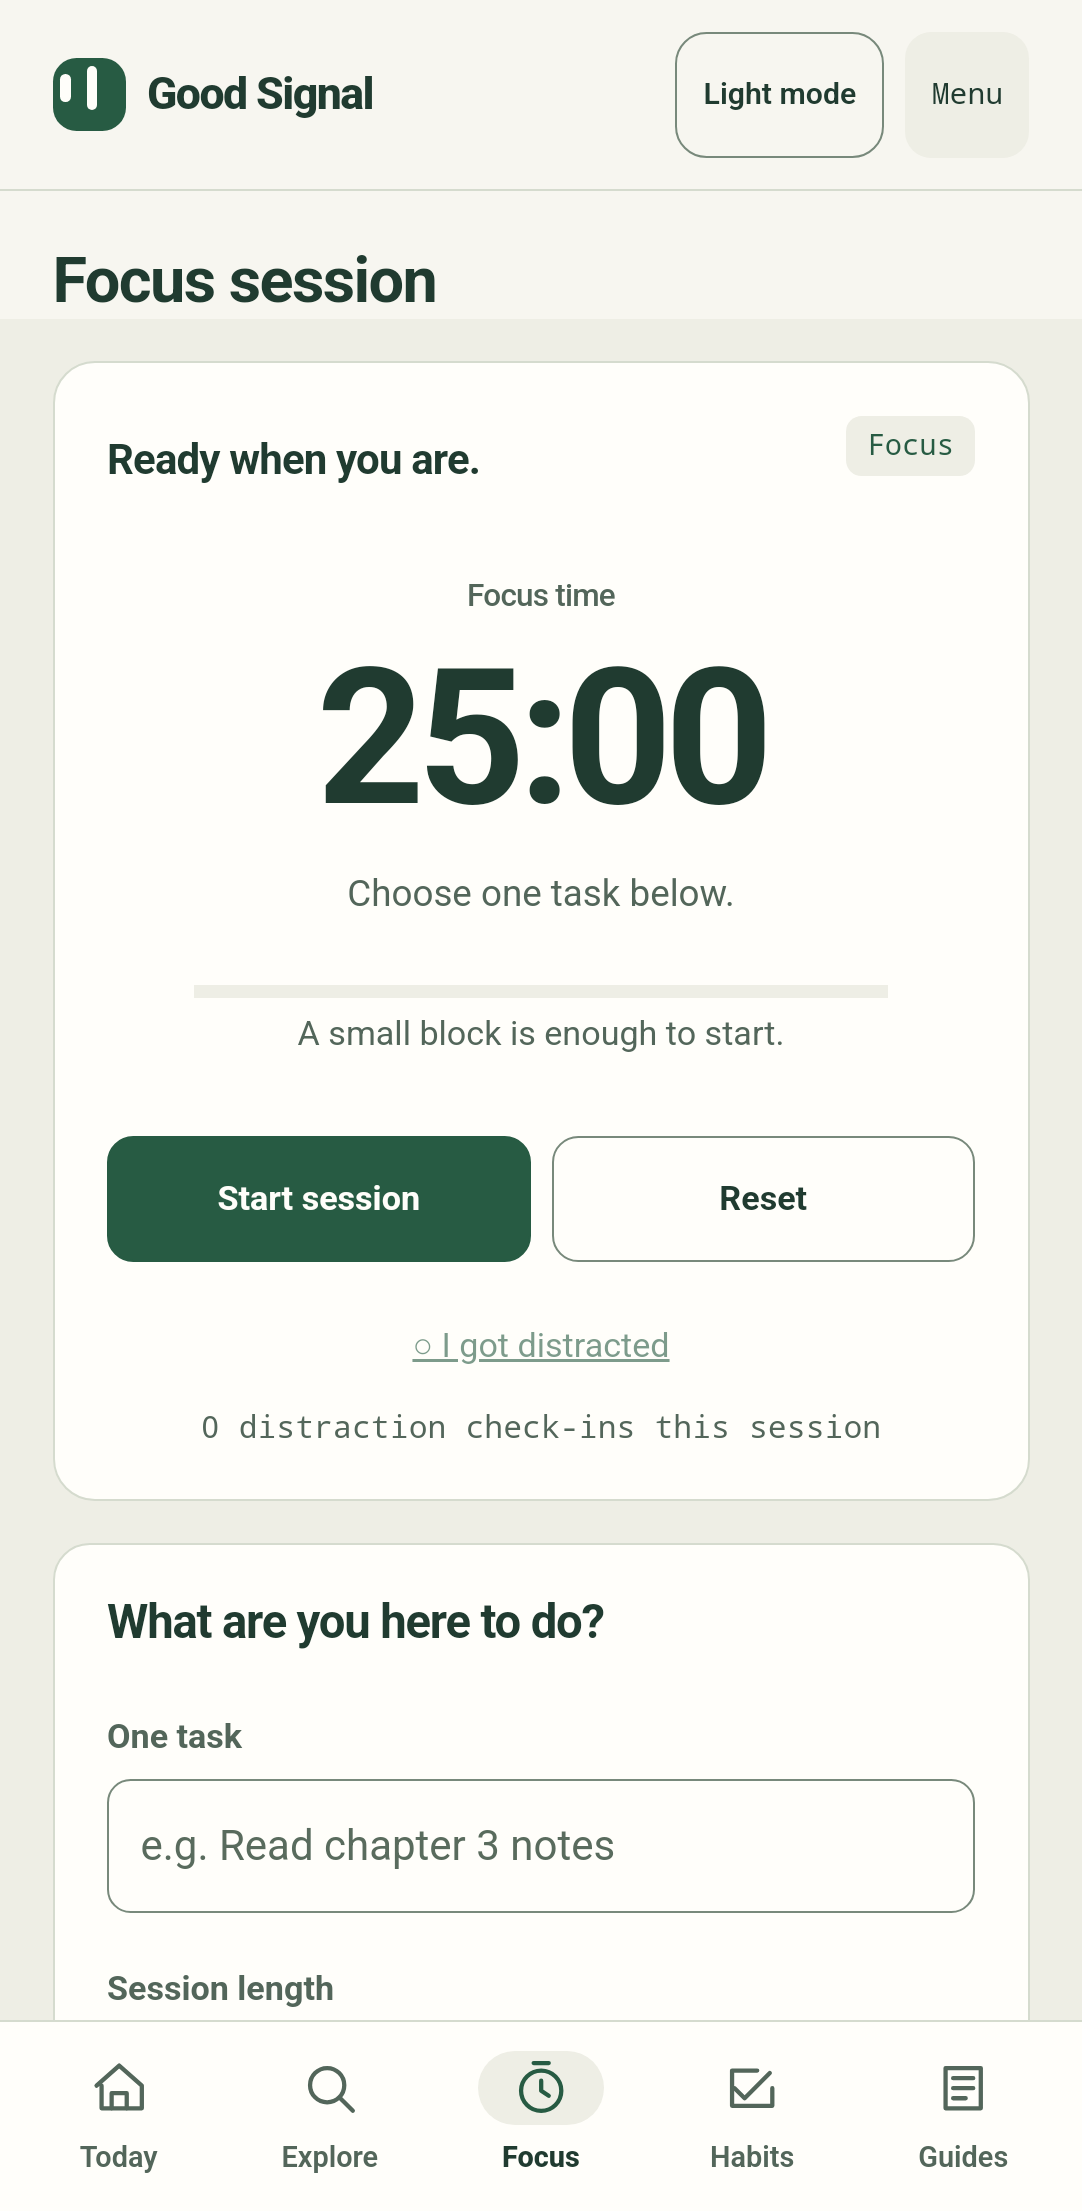 Good Signal
Light mode
Menu
Focus session
Ready when you are.
Focus
Focus time
25:00
Choose one task below.
A small block is enough to start.
Start session
Reset
○ I got distracted
0 distraction check-ins this session
What are you here to do?
One task
e.g. Read chapter 3 notes
Session length
Today
Explore
Focus
Habits
Guides